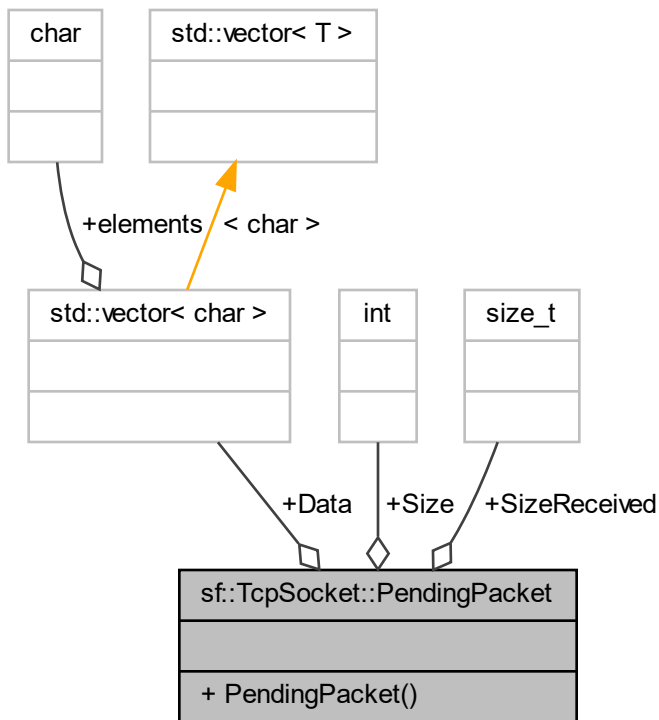 char
std::vector< T >
+elements
< char >
std::vector< char >
int
size_t
+Data
+Size
+SizeReceived
sf::TcpSocket::PendingPacket
+ PendingPacket()